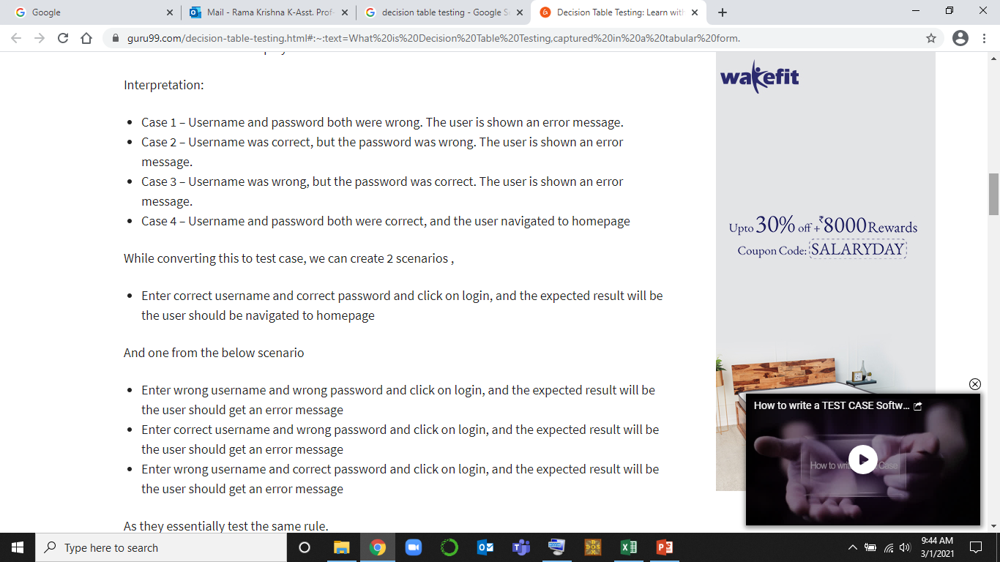 Google
Mail - Rama Krishna K-Asst. Prof-
decision table testing - Google S
Decision Table Testing: Learn with
guru99.com/decision-table-testing.html#:~:text=What%20is%20Decision%20Table%20Testing,captured%20in%20a%20tabular%20form.
Interpretation:
• Case 1 – Username and password both were wrong. The user is shown an error message.
• Case 2 – Username was correct, but the password was wrong. The user is shown an error
message.
• Case 3 – Username was wrong, but the password was correct. The user is shown an error
message.
• Case 4 – Username and password both were correct, and the user navigated to homepage
While converting this to test case, we can create 2 scenarios ,
• Enter correct username and correct password and click on login, and the expected result will be
the user should be navigated to homepage
And one from the below scenario
• Enter wrong username and wrong password and click on login, and the expected result will be
the user should get an error message
• Enter correct username and wrong password and click on login, and the expected result will be
the user should get an error message
• Enter wrong username and correct password and click on login, and the expected result will be
the user should get an error message
As they essentially test the same rule.
wakefit
Upto 30% off + ₹8000 Rewards
Coupon Code: SALARYDAY
How to write a TEST CASE Softw...
How to wri Case
Type here to search
9:44 AM
3/1/2021